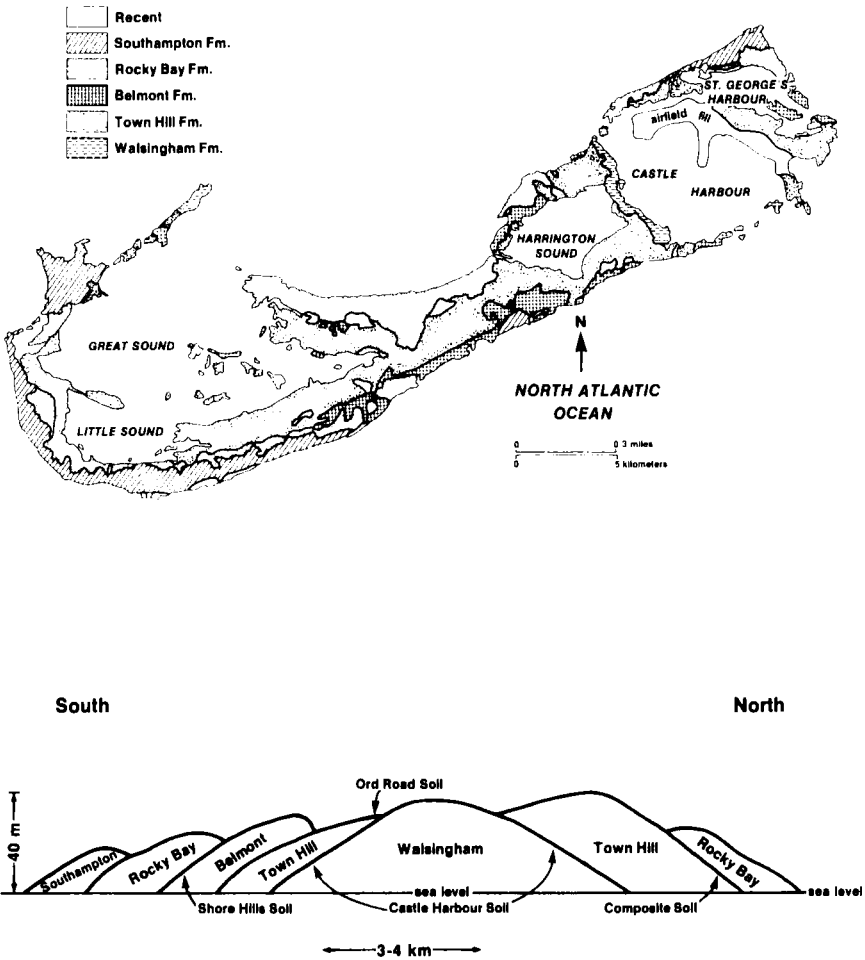 Recent
Southampton Fm.
Rocky Bay Fm.
Belmont Fm.
Town Hill Fm.
Walsingham Fm.
ST. GEORGE'S
HARBOUR
airfield fill
CASTLE
HARBOUR
HARRINGTON
SOUND
GREAT SOUND
LITTLE SOUND
N
NORTH ATLANTIC
OCEAN
0 3 miles
0 5 kilometers
South North
40 m
Ord Road Soil
Southampton
Rocky Bay
Belmont
Town Hill
Walsingham
Town Hill
Rocky Bay
sea level
sea level
Shore Hills Soil
Castle Harbour Soil
Composite Soil
3-4 km